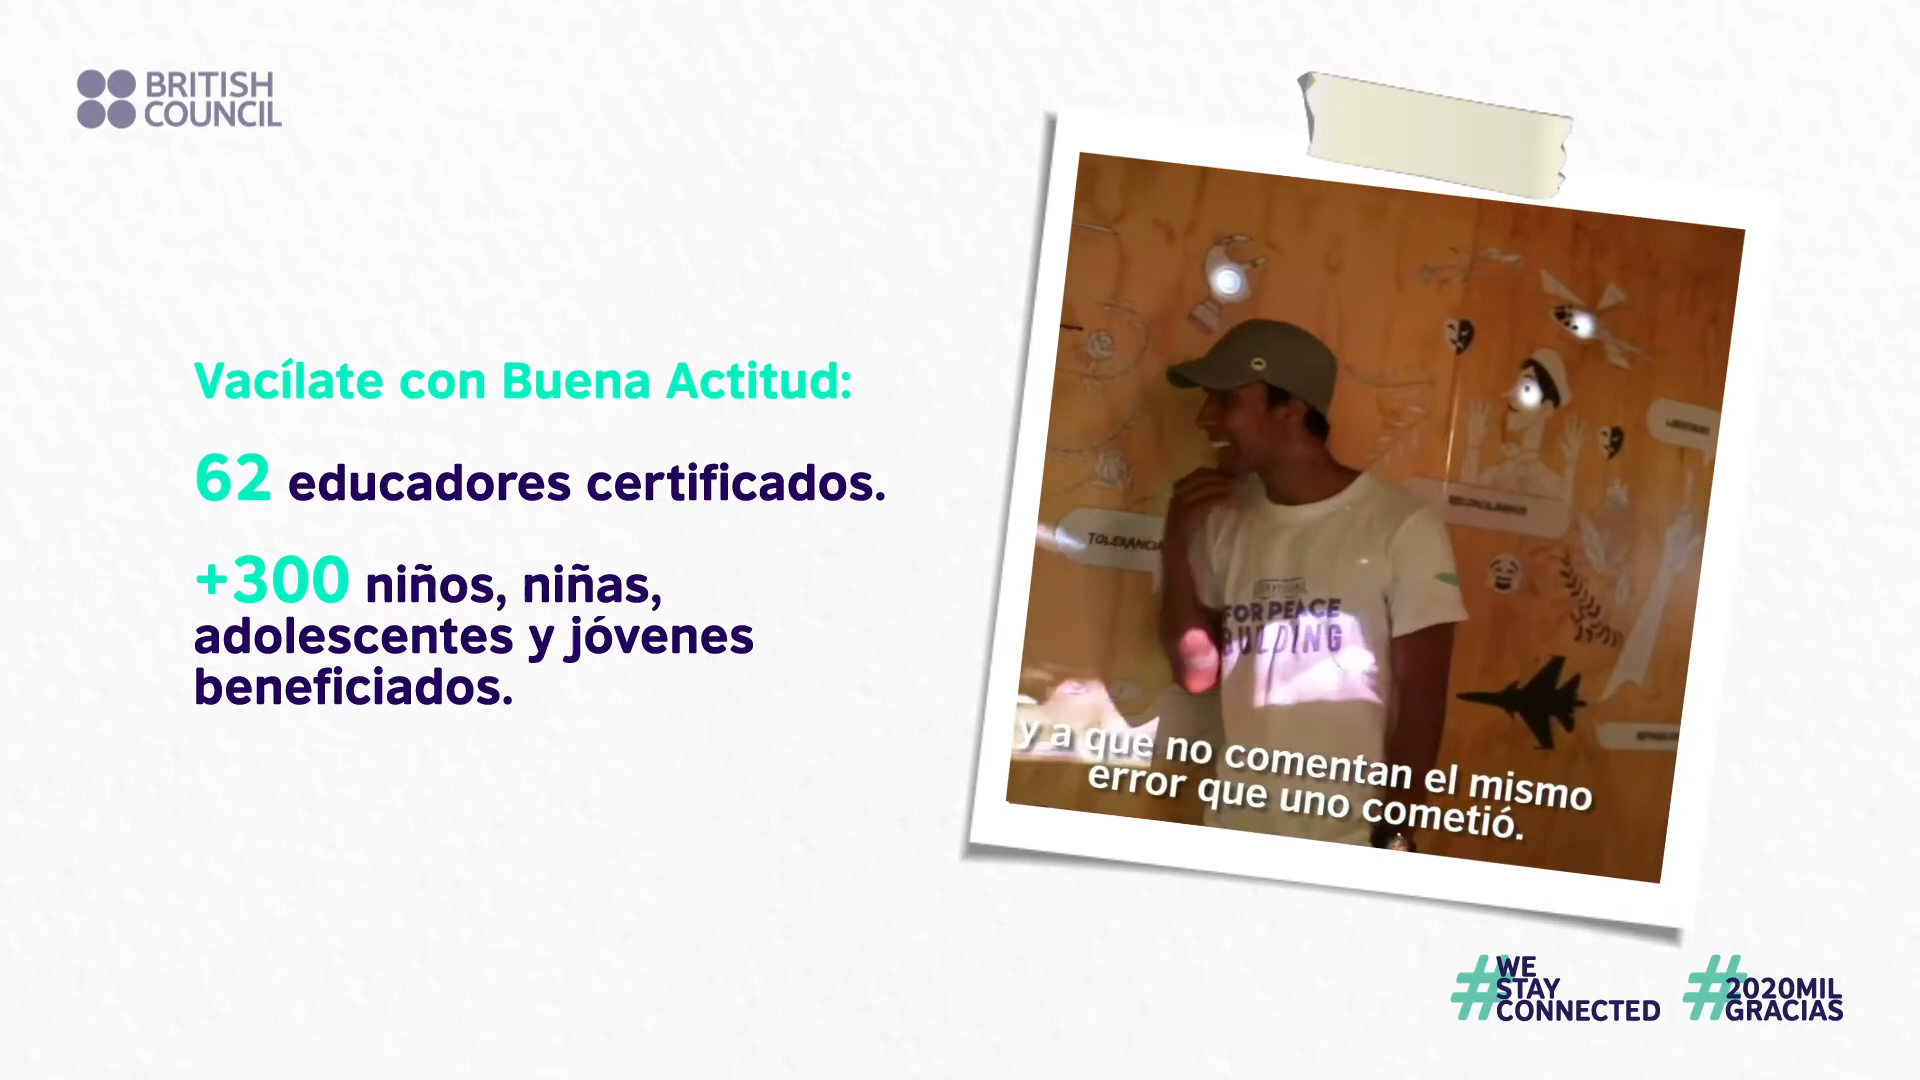 BRITISH
COUNCIL
Vacílate con Buena Actitud:
62 educadores certificados.
+300 niños, niñas,
adolescentes y jóvenes
beneficiados.
TOLERANCIA
FOR PEACE
BUILDING
y a que no comentan el mismo
error que uno cometió.
#WE
STAY
CONNECTED
#2020MIL
GRACIAS